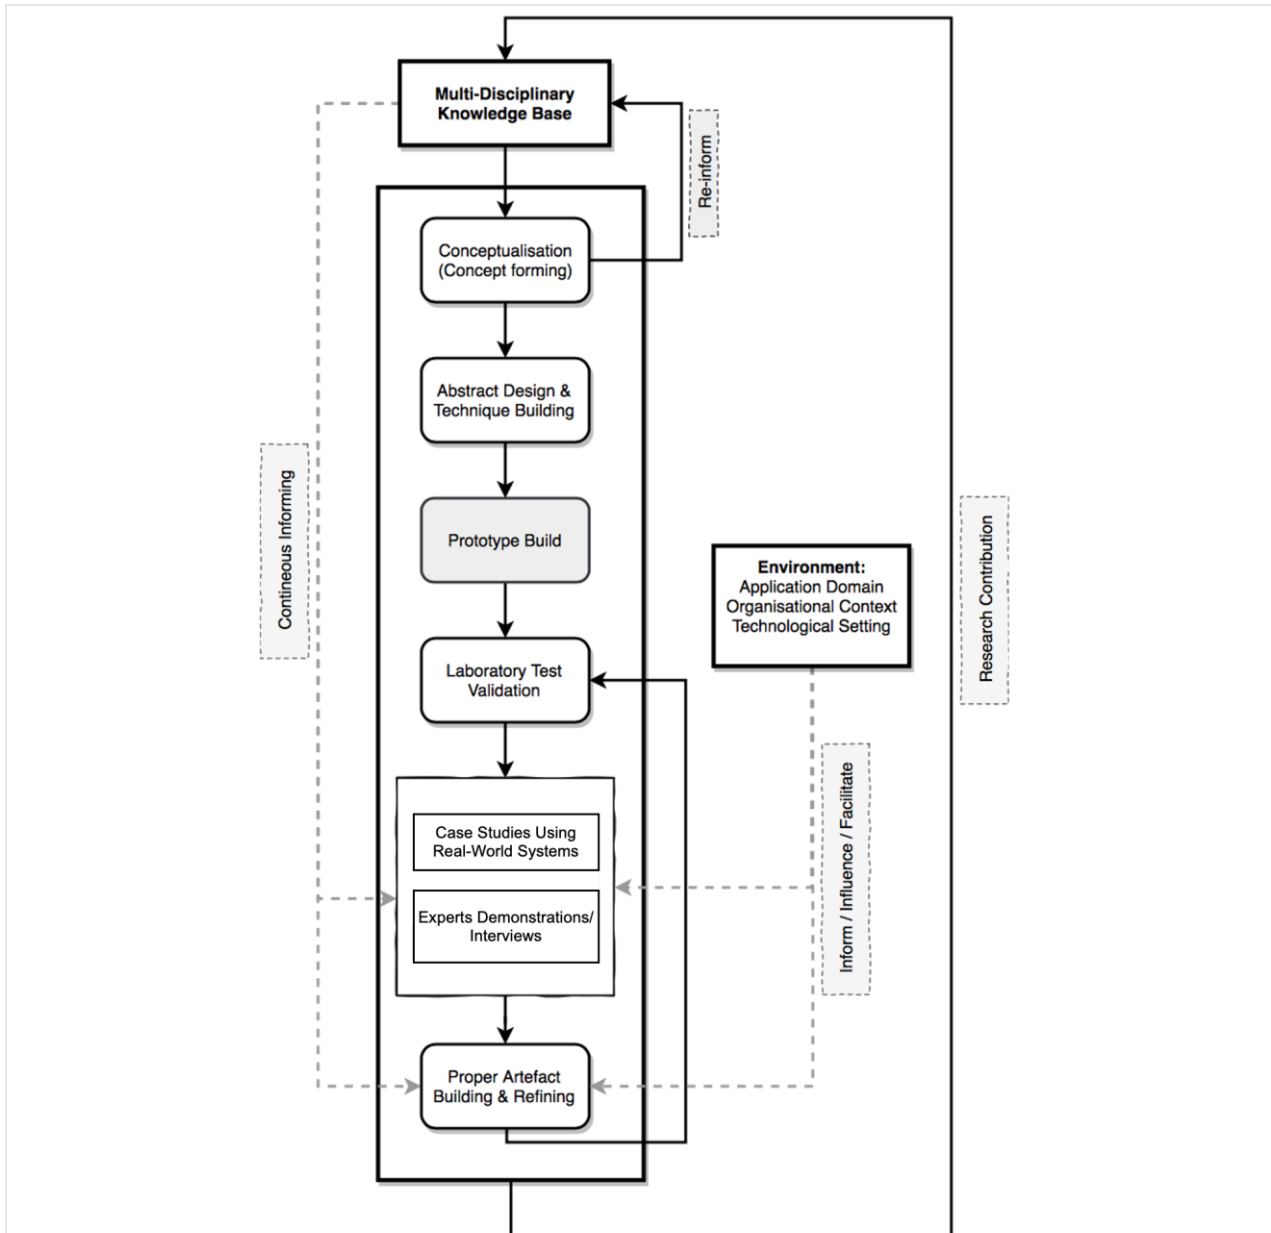 Multi-Disciplinary
Knowledge Base
Re-inform
Conceptualisation
(Concept forming)
Abstract Design &
Technique Building
Contineous Informing
Prototype Build
Environment:
Application Domain
Organisational Context
Technological Setting
Research Contribution
Laboratory Test
Validation
Inform / Influence / Facilitate
Case Studies Using
Real-World Systems
Experts Demonstrations/
Interviews
Proper Artefact
Building & Refining